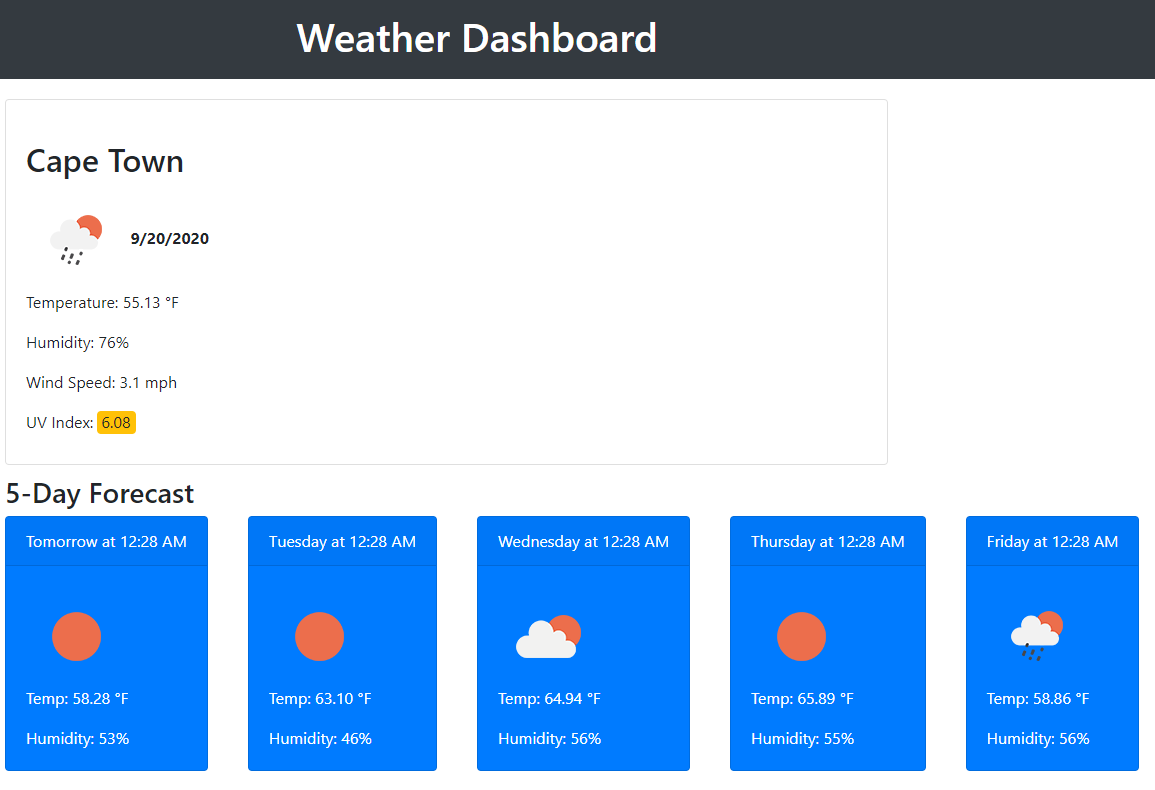 Weather Dashboard
Cape Town
9/20/2020
Temperature: 55.13 °F
Humidity: 76%
Wind Speed: 3.1 mph
UV Index: 6.08
5-Day Forecast
Tomorrow at 12:28 AM
Temp: 58.28 °F
Humidity: 53%
Tuesday at 12:28 AM
Temp: 63.10 °F
Humidity: 46%
Wednesday at 12:28 AM
Temp: 64.94 °F
Humidity: 56%
Thursday at 12:28 AM
Temp: 65.89 °F
Humidity: 55%
Friday at 12:28 AM
Temp: 58.86 °F
Humidity: 56%